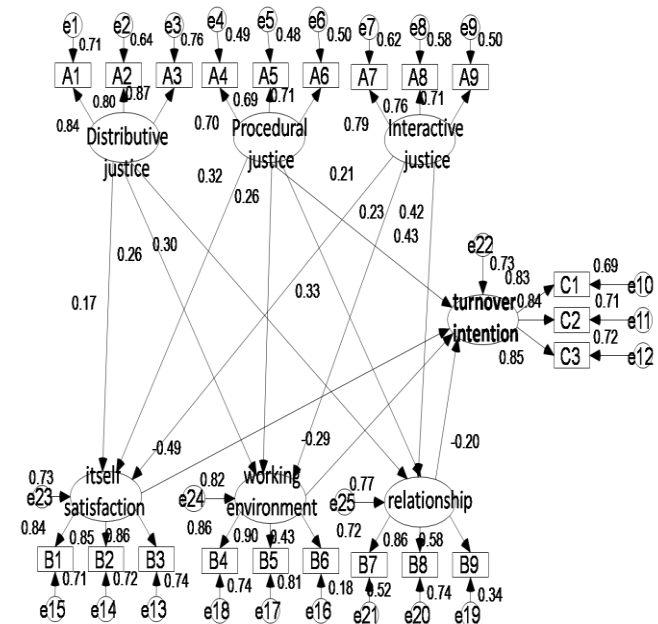 e1 e2 e3 e4 e5 e6 e7 e8 e9
0.71 0.64 0.76 0.49 0.48 0.50 0.62 0.58 0.50
A1 A2 A3 A4 A5 A6 A7 A8 A9
0.84 0.80 0.87 0.70 0.69 0.71 0.79 0.76 0.71
Distributive justice
Procedural justice
Interactive justice
0.32 0.26 0.21
0.23 0.42
0.43
0.26 0.30
0.17
0.33
e22
0.73
turnover intention
0.83 C1 0.69 e10
0.84 C2 0.71 e11
0.85 C3 0.72 e12
-0.49 -0.29 -0.20
0.73 e23 itself satisfaction
0.82 e24 working environment
0.77 e25 relationship
0.84 0.85 0.86 0.86 0.90 0.43 0.72 0.86 0.58
B1 B2 B3 B4 B5 B6 B7 B8 B9
0.71 0.72 0.74 0.74 0.81 0.18 0.52 0.74 0.34
e15 e14 e13 e18 e17 e16 e21 e20 e19